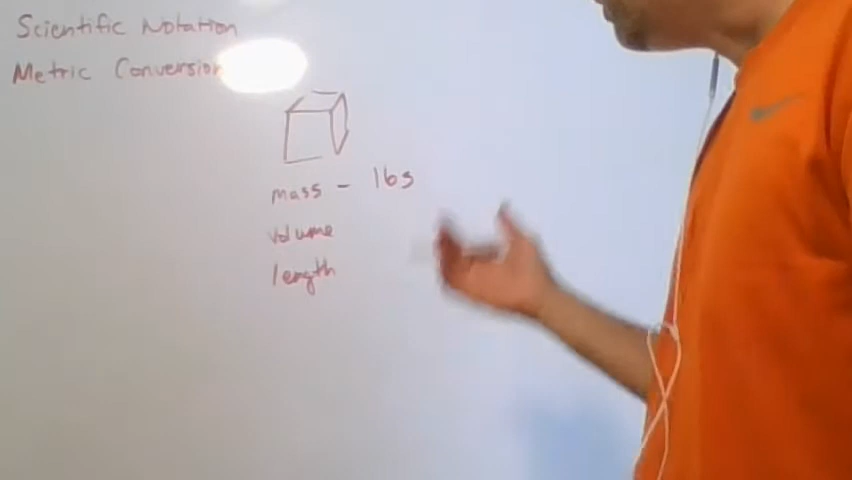 Scientific Notation
Metric Conversion
mass - lbs
volume
length